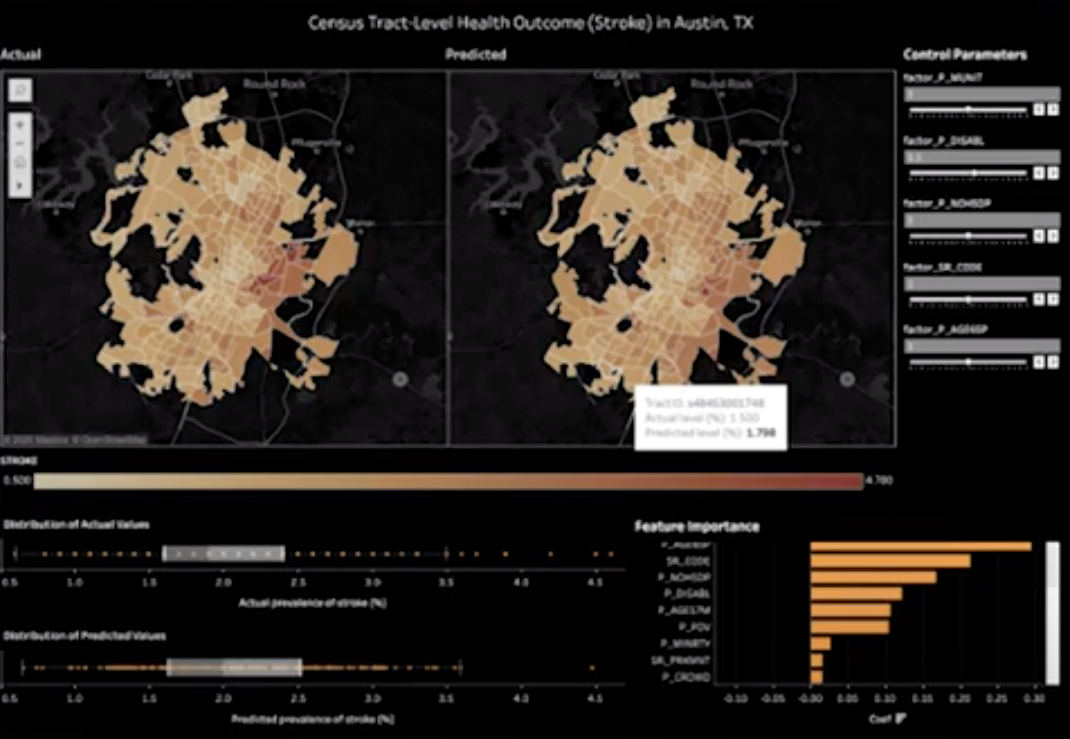 Census Tract-Level Health Outcome (Stroke) in Austin, TX
Actual
Predicted
Control Parameters
Cedar Park
Round Rock
Pflugerville
Manor
Cedar Park
Round Rock
Pflugerville
Manor
factor_P_MUNIT
factor_P_DISABL
factor_P_NOHSDP
factor_SR_CODE
factor_P_AGE65P
1
1.1
1
1
1
© 2021 Mapbox © OpenStreetMap
Actual level (%): 1.500
Predicted level (%): 1.798
STROKE
0.500
4.700
Distribution of Actual Values
0.5 1.0 1.5 2.0 2.5 3.0 3.5 4.0 4.5
Actual prevalence of stroke (%)
Distribution of Predicted Values
0.5 1.0 1.5 2.0 2.5 3.0 3.5 4.0 4.5
Predicted prevalence of stroke (%)
Feature Importance
P_AGE65P
SR_CODE
P_NOHSDP
P_DISABL
P_AGE17M
P_POV
P_MINRTY
SR_PRKMNT
P_CROWD
-0.10 -0.05 -0.00 0.05 0.10 0.15 0.20 0.25 0.30
Coef